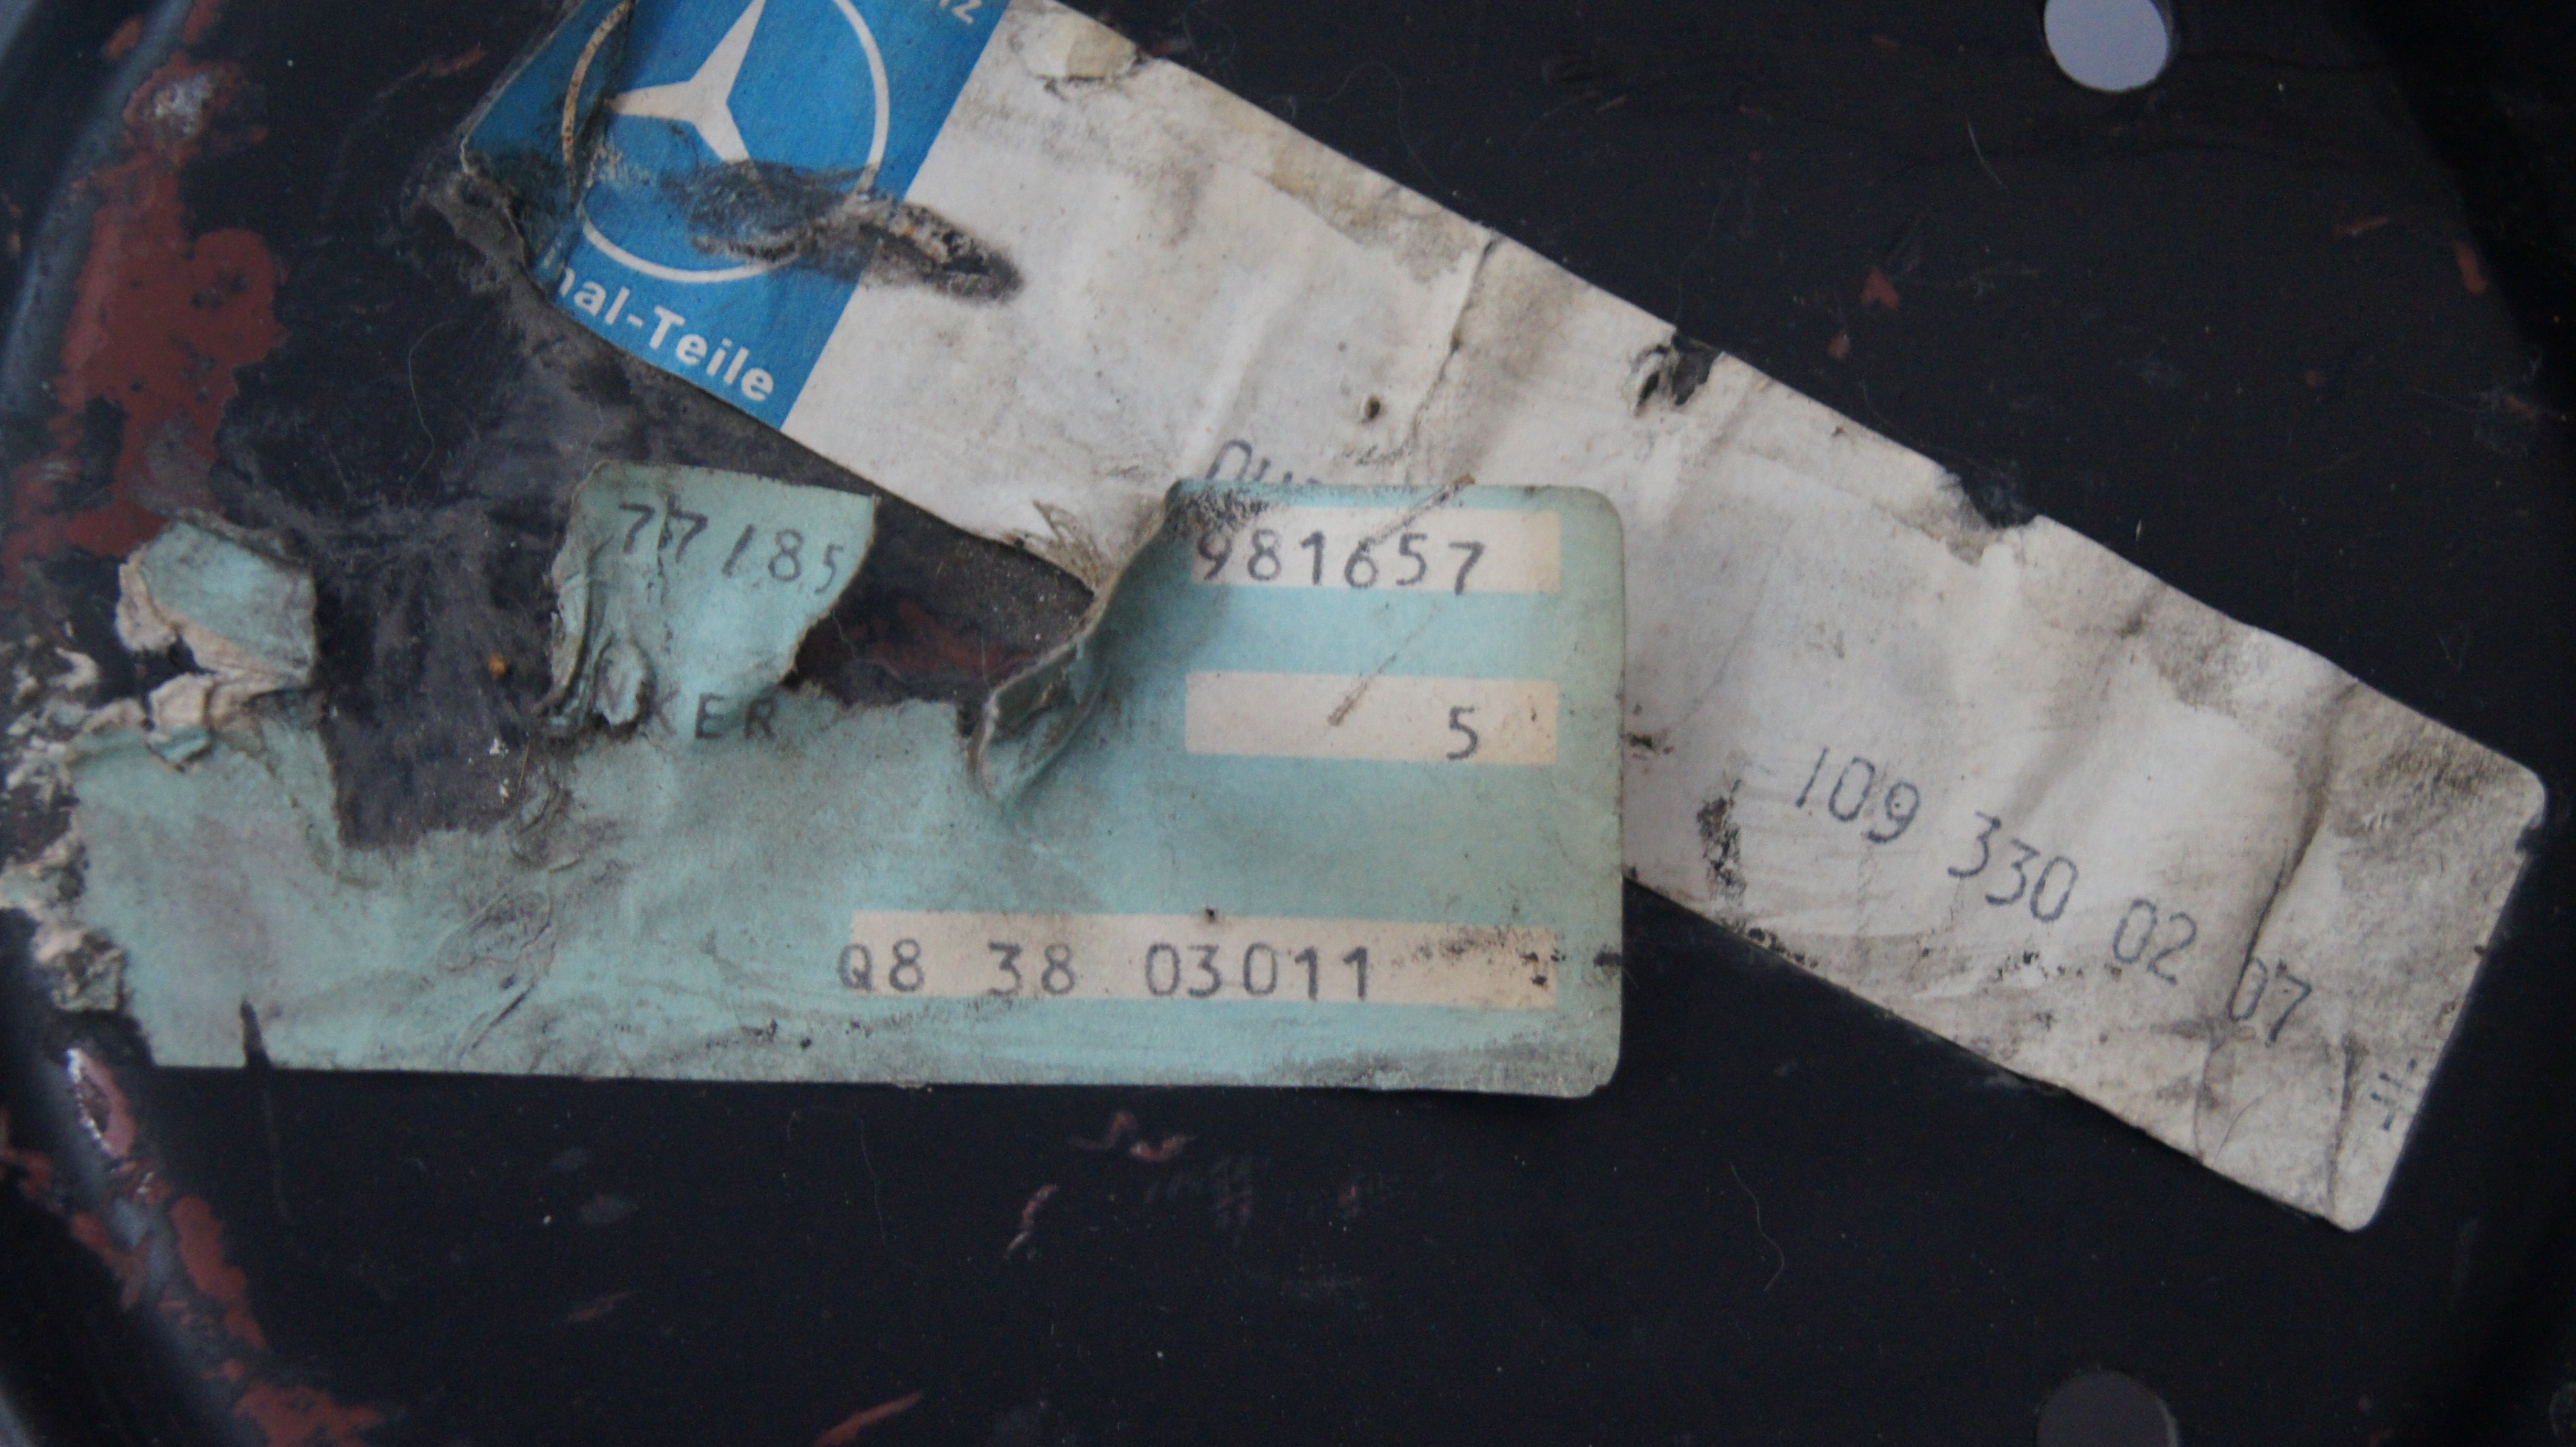 nal-Teile
77/85
981657
KER
5
109 330 02 07
Q8 38 03011